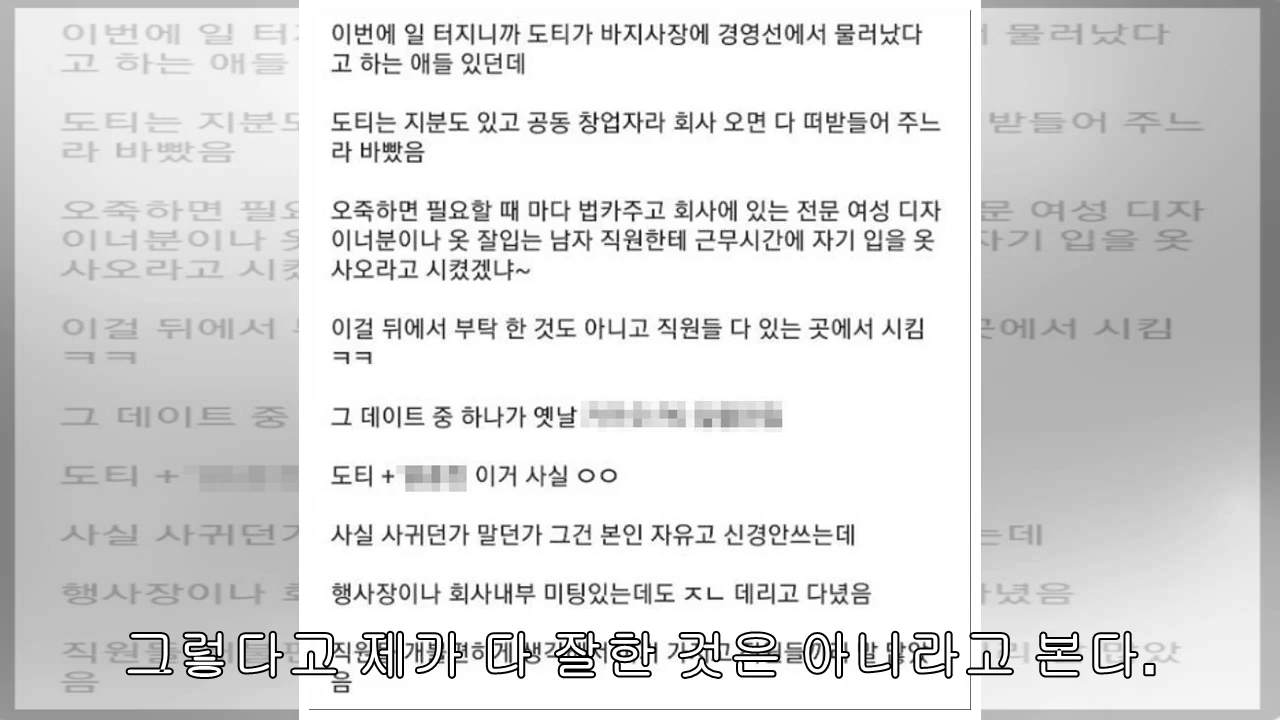 이번에 일 터지니까 도티가 바지사장에 경영선에서 물러났다
고 하는 애들 있던데
도티는 지분도 있고 공동 창업자라 회사 오면 다 떠받들어 주느
라 바빴음
오죽하면 필요할 때 마다 법카주고 회사에 있는 전문 여성 디자
이너분이나 옷 잘입는 남자 직원한테 근무시간에 자기 입을 옷
사오라고 시켰겠냐~
이걸 뒤에서 부탁 한 것도 아니고 직원들 다 있는 곳에서 시킴
ㅋㅋ
그 데이트 중 하나가 옛날
도티 + 이거 사실 ㅇㅇ
사실 사귀던가 말던가 그건 본인 자유고 신경안쓰는데
행사장이나 회사내부 미팅있는데도 ㅈㄴ 데리고 다녔음
그렇다고 제가 다 잘한 것은 아니라고 본다.
음